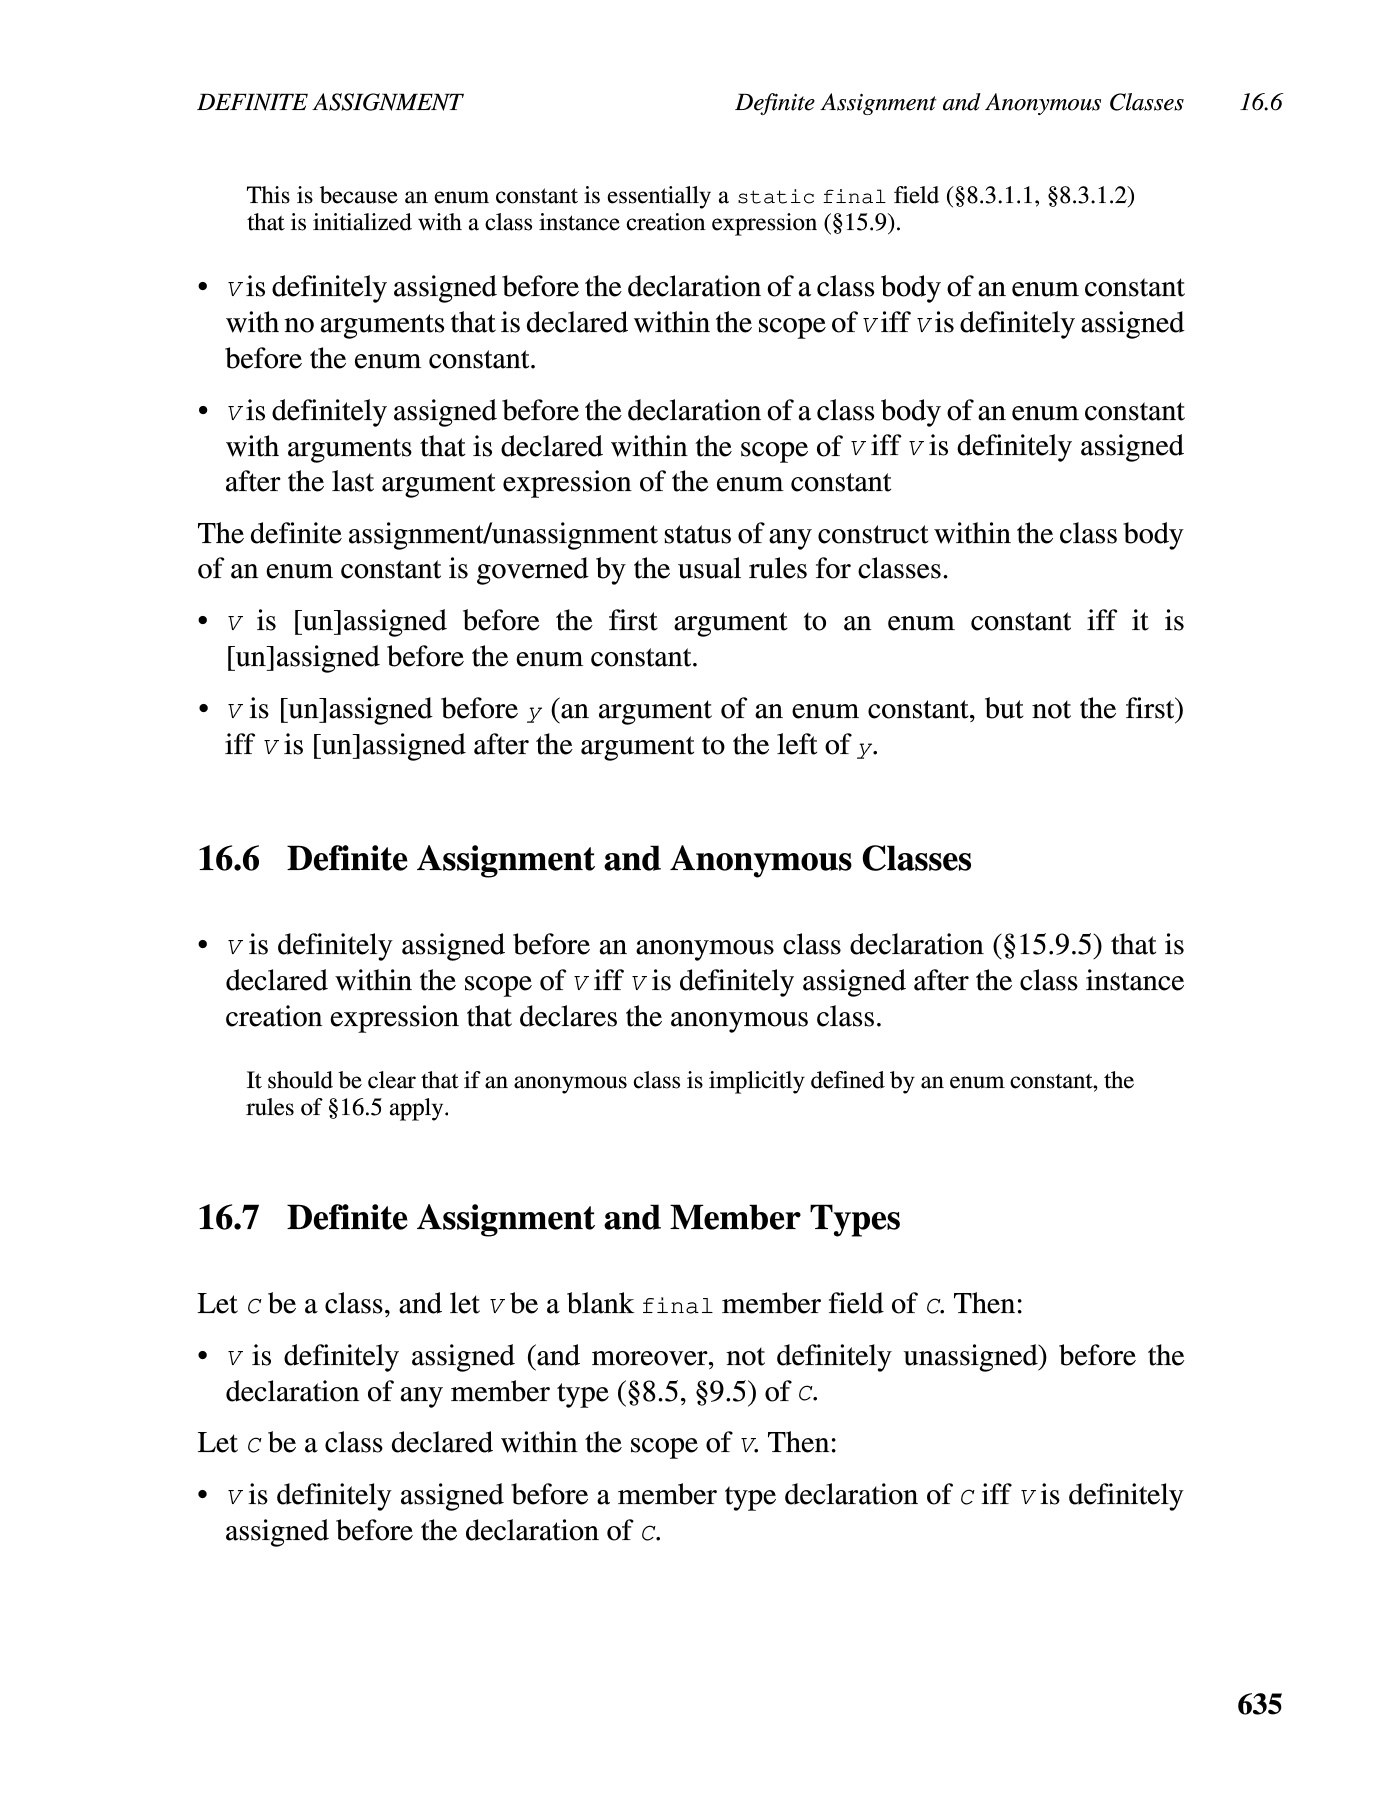 DEFINITE ASSIGNMENT Definite Assignment and Anonymous Classes 16.6
This is because an enum constant is essentially a static final field (§8.3.1.1, §8.3.1.2)
that is initialized with a class instance creation expression (§15.9).
• V is definitely assigned before the declaration of a class body of an enum constant
with no arguments that is declared within the scope of V iff V is definitely assigned
before the enum constant.
• V is definitely assigned before the declaration of a class body of an enum constant
with arguments that is declared within the scope of V iff V is definitely assigned
after the last argument expression of the enum constant
The definite assignment/unassignment status of any construct within the class body
of an enum constant is governed by the usual rules for classes.
• V is [un]assigned before the first argument to an enum constant iff it is
[un]assigned before the enum constant.
• V is [un]assigned before y (an argument of an enum constant, but not the first)
iff V is [un]assigned after the argument to the left of y.
16.6 Definite Assignment and Anonymous Classes
• V is definitely assigned before an anonymous class declaration (§15.9.5) that is
declared within the scope of V iff V is definitely assigned after the class instance
creation expression that declares the anonymous class.
It should be clear that if an anonymous class is implicitly defined by an enum constant, the
rules of §16.5 apply.
16.7 Definite Assignment and Member Types
Let C be a class, and let V be a blank final member field of C. Then:
• V is definitely assigned (and moreover, not definitely unassigned) before the
declaration of any member type (§8.5, §9.5) of C.
Let C be a class declared within the scope of V. Then:
• V is definitely assigned before a member type declaration of C iff V is definitely
assigned before the declaration of C.
635